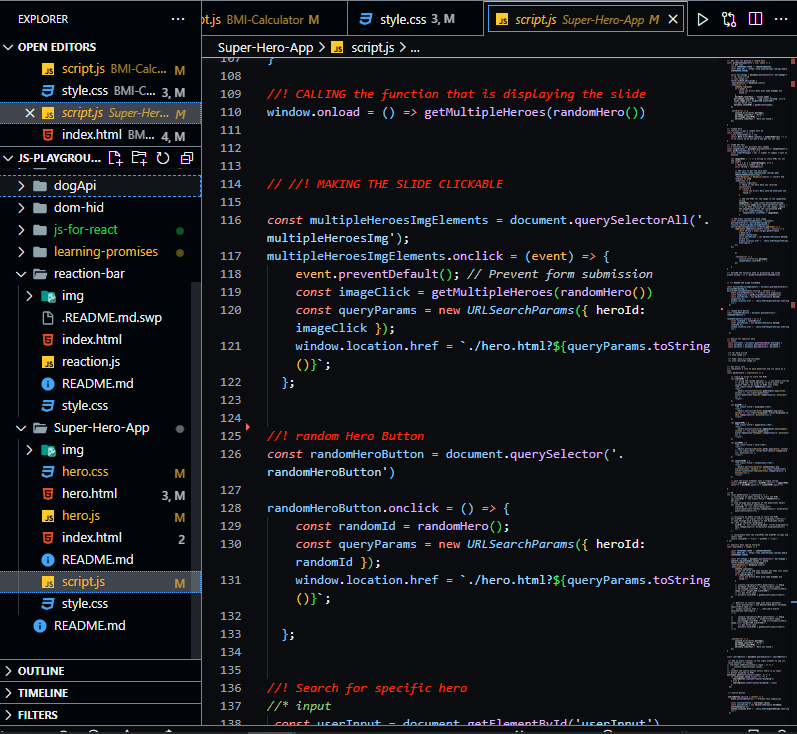 EXPLORER ...
OPEN EDITORS
script.js BMI-Calc... M
style.css BMI-C... 3, M
script.js Super-Her... M
index.html BM... 4, M
JS-PLAYGROU...
dogApi
dom-hid
js-for-react
learning-promises
reaction-bar
img
.README.md.swp
index.html
reaction.js
README.md
style.css
Super-Hero-App
img
hero.css M
hero.html 3, M
hero.js M
index.html 2
README.md
script.js M
style.css
README.md
OUTLINE
TIMELINE
FILTERS
pt.js BMI-Calculator M
style.css 3, M
script.js Super-Hero-App M
Super-Hero-App > script.js > ...
107 }
108
109 //! CALLING the function that is displaying the slide
110 window.onload = () => getMultipleHeroes(randomHero())
111
112
113
114 // //! MAKING THE SLIDE CLICKABLE
115
116 const multipleHeroesImgElements = document.querySelectorAll('.
multipleHeroesImg');
117 multipleHeroesImgElements.onclick = (event) => {
118 event.preventDefault(); // Prevent form submission
119 const imageClick = getMultipleHeroes(randomHero())
120 const queryParams = new URLSearchParams({ heroId:
imageClick });
121 window.location.href = `./hero.html?${queryParams.toString
()}`;
122 };
123
124
125 //! random Hero Button
126 const randomHeroButton = document.querySelector('.
randomHeroButton')
127
128 randomHeroButton.onclick = () => {
129 const randomId = randomHero();
130 const queryParams = new URLSearchParams({ heroId:
randomId });
131 window.location.href = `./hero.html?${queryParams.toString
()}`;
132
133 };
134
135
136 //! Search for specific hero
137 //* input
138 const userInput = document.getElementById('userInput')